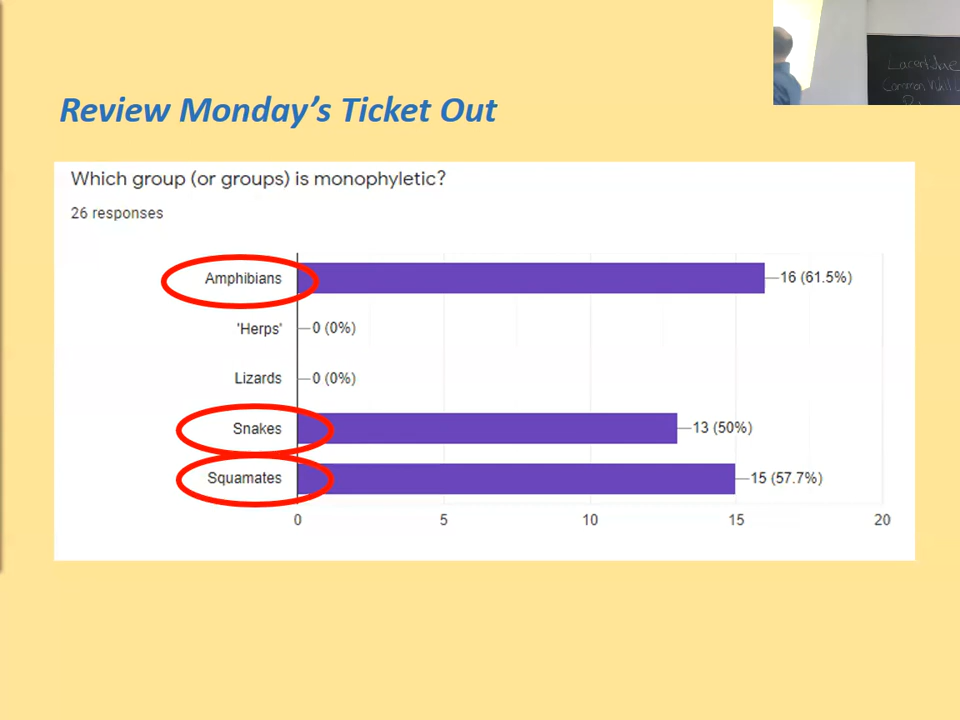 Review Monday's Ticket Out
Which group (or groups) is monophyletic?
26 responses
Amphibians
16 (61.5%)
'Herps'
0 (0%)
Lizards
0 (0%)
Snakes
13 (50%)
Squamates
15 (57.7%)
0 5 10 15 20
Common